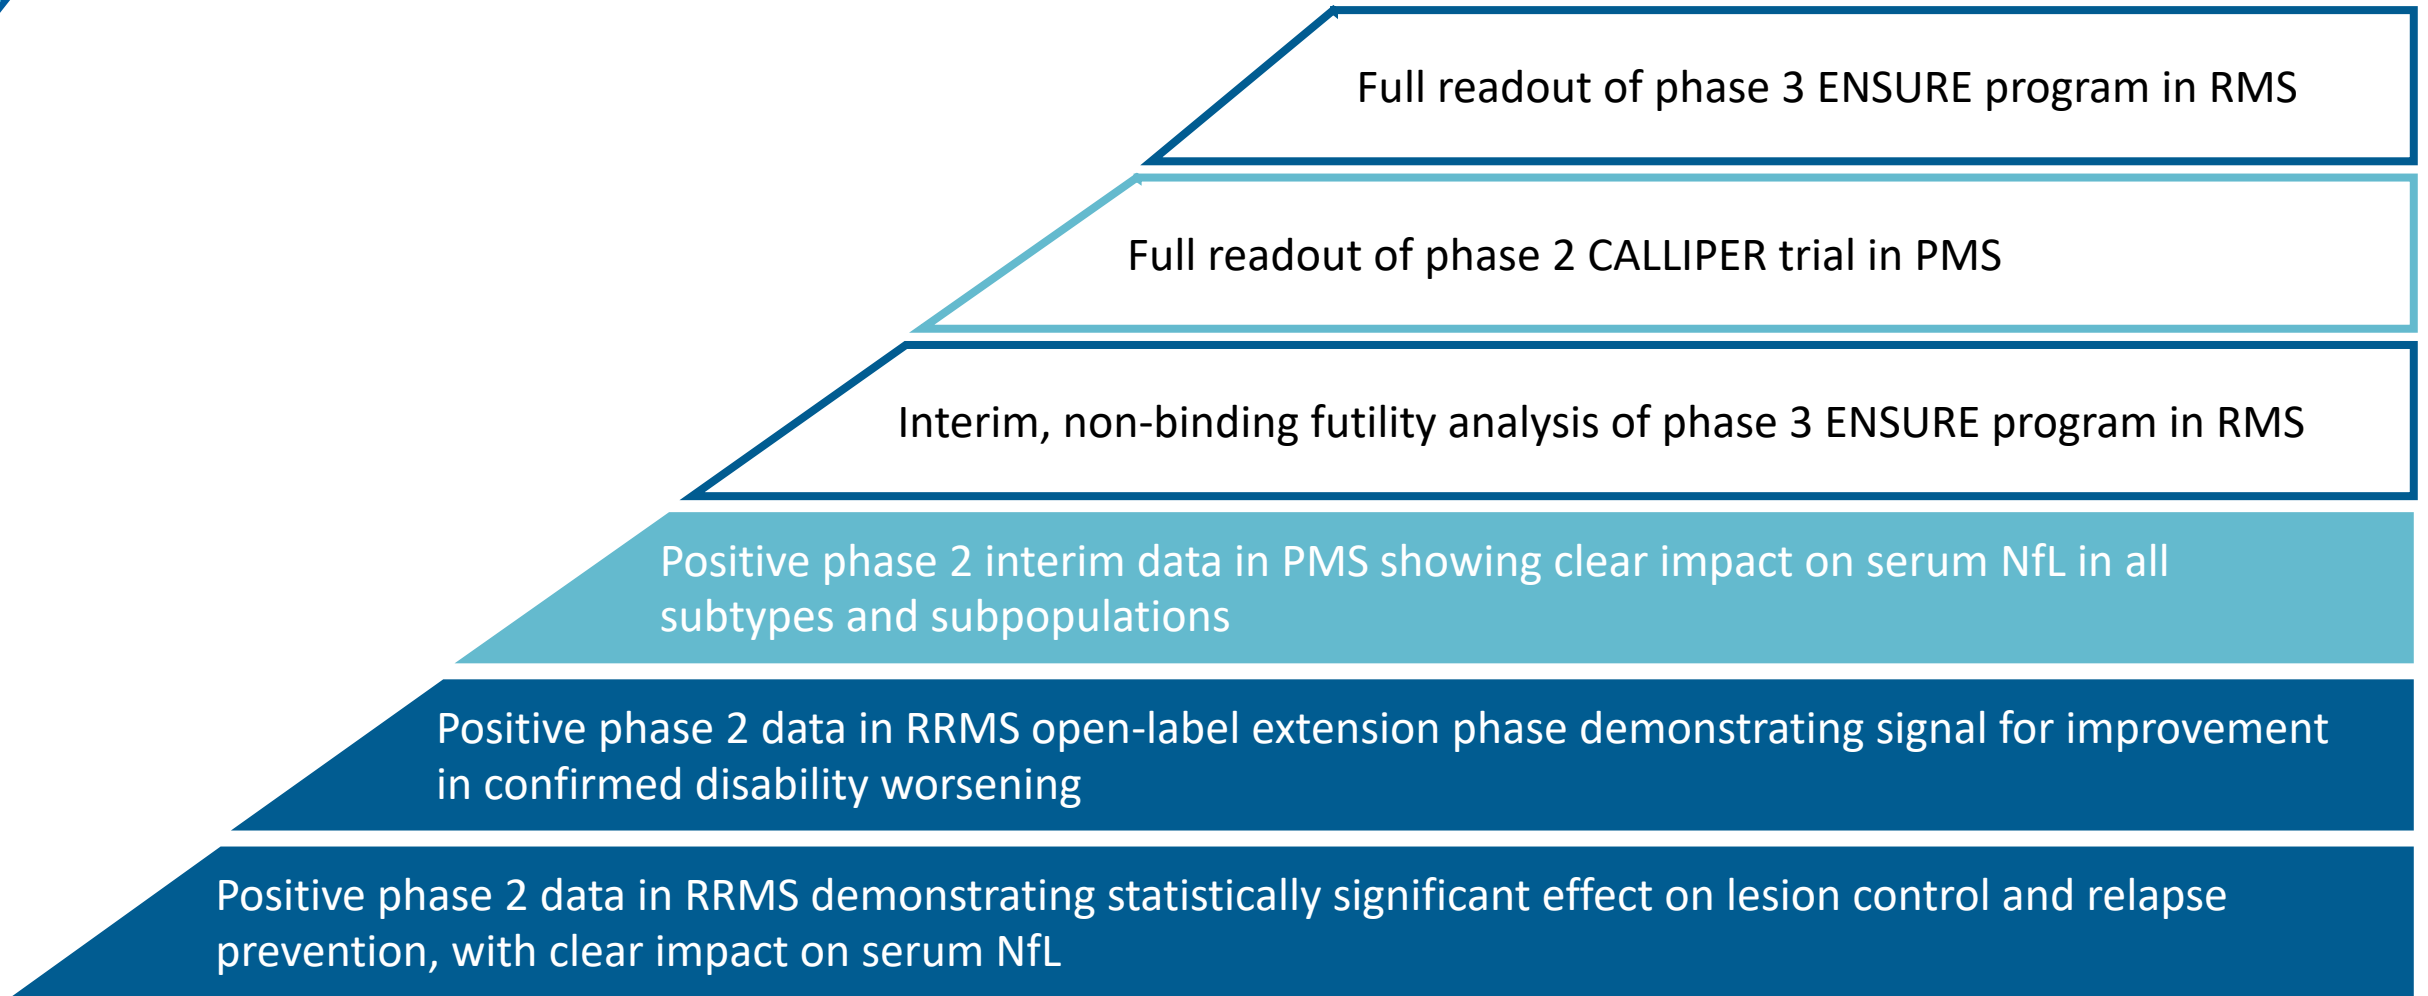 Full readout of phase 3 ENSURE program in RMS
Full readout of phase 2 CALLIPER trial in PMS
Interim, non-binding futility analysis of phase 3 ENSURE program in RMS
Positive phase 2 interim data in PMS showing clear impact on serum NfL in all
subtypes and subpopulations
Positive phase 2 data in RRMS open-label extension phase demonstrating signal for improvement
in confirmed disability worsening
Positive phase 2 data in RRMS demonstrating statistically significant effect on lesion control and relapse
prevention, with clear impact on serum NfL